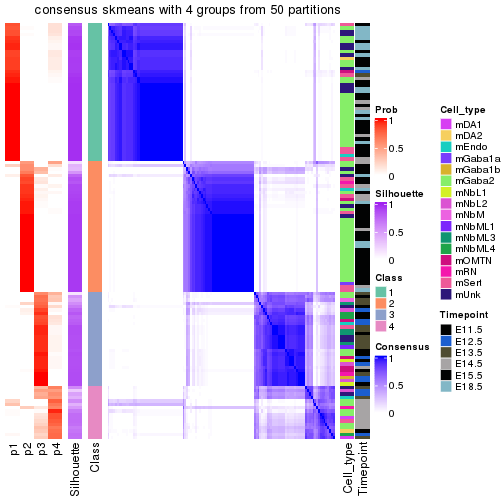 consensus skmeans with 4 groups from 50 partitions
Prob
1
0.5
0
Silhouette
1
0.5
0
Class
1
2
3
4
Consensus
1
0.5
0
Cell_type
mDA1
mDA2
mEndo
mGaba1a
mGaba1b
mGaba2
mNbL1
mNbL2
mNbM
mNbML1
mNbML3
mNbML4
mOMTN
mRN
mSert
mUnk
Timepoint
E11.5
E12.5
E13.5
E14.5
E15.5
E18.5
p1
p2
p3
p4
Silhouette
Class
Cell_type
Timepoint